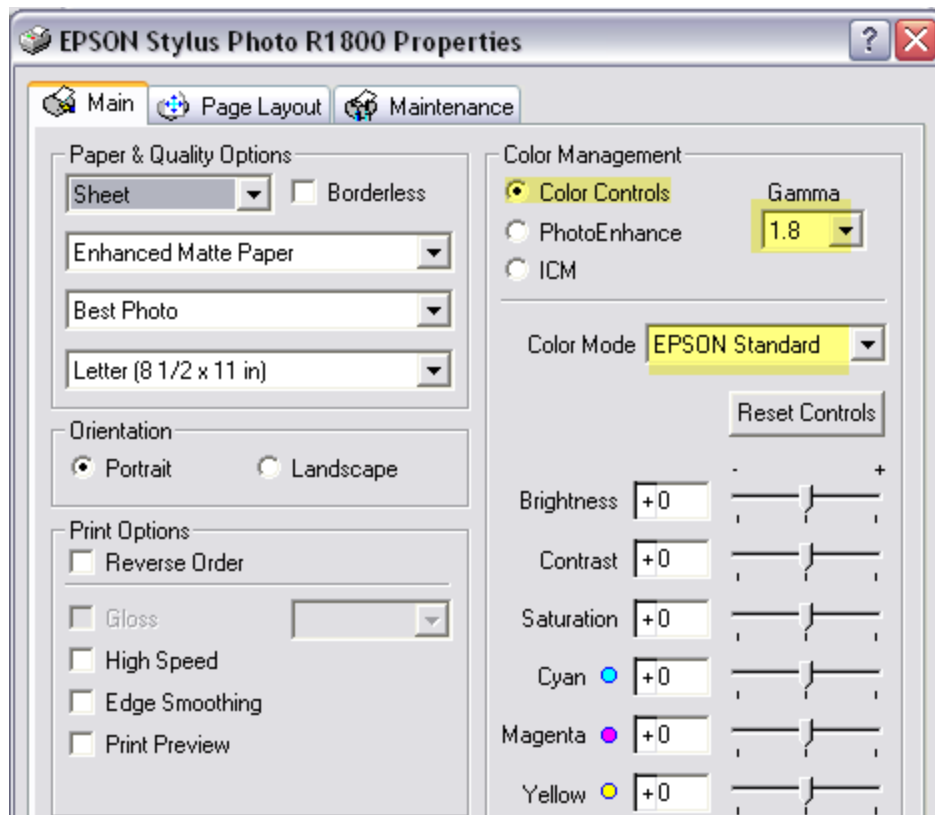 EPSON Stylus Photo R1800 Properties
?
Main
Page Layout
Maintenance
Paper & Quality Options
Sheet
Borderless
Enhanced Matte Paper
Best Photo
Letter (8 1/2 x 11 in)
Orientation
Portrait
Landscape
Print Options
Reverse Order
Gloss
High Speed
Edge Smoothing
Print Preview
Color Management
Color Controls
Gamma
PhotoEnhance
1.8
ICM
Color Mode EPSON Standard
Reset Controls
- +
Brightness +0
Contrast +0
Saturation +0
Cyan +0
Magenta +0
Yellow +0